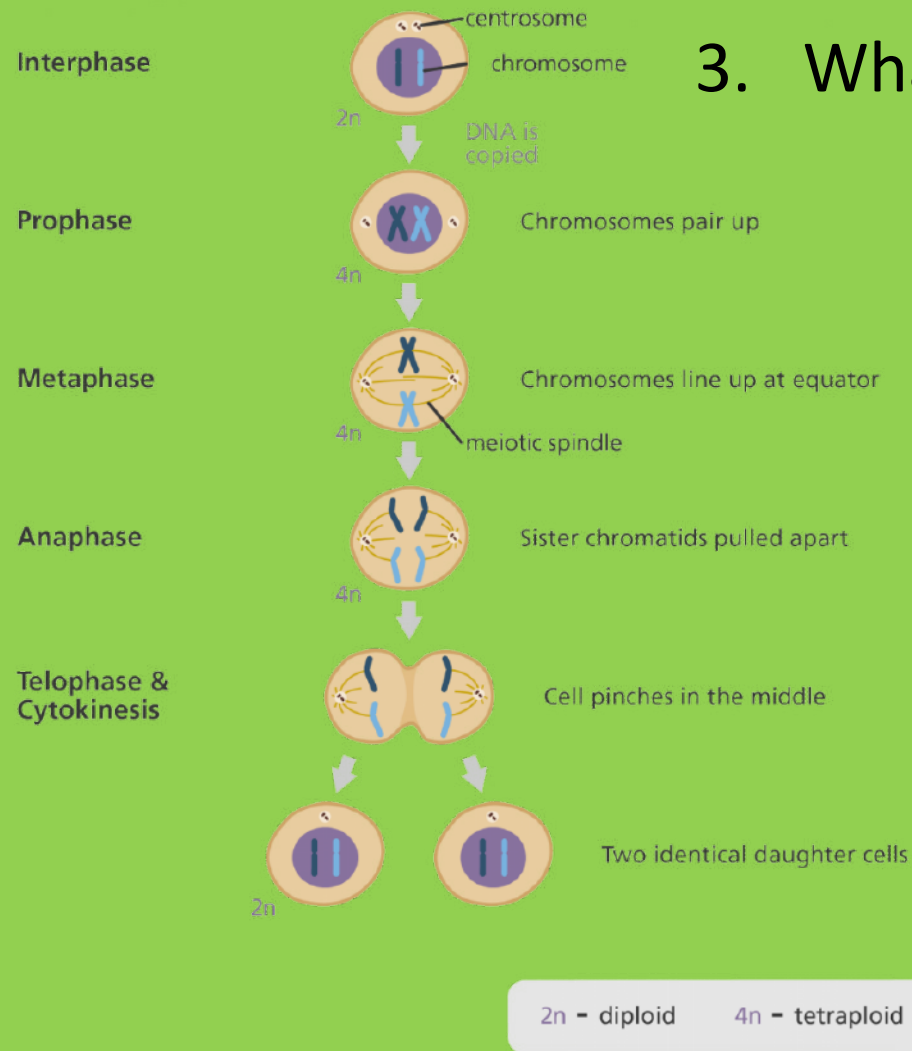 centrosome
Interphase
chromosome
3. Wha
2n
DNA is
copied
Prophase
Chromosomes pair up
4n
Metaphase
Chromosomes line up at equator
4n
meiotic spindle
Anaphase
Sister chromatids pulled apart
4n
Telophase &
Cytokinesis
Cell pinches in the middle
Two identical daughter cells
2n
2n - diploid 4n - tetraploid